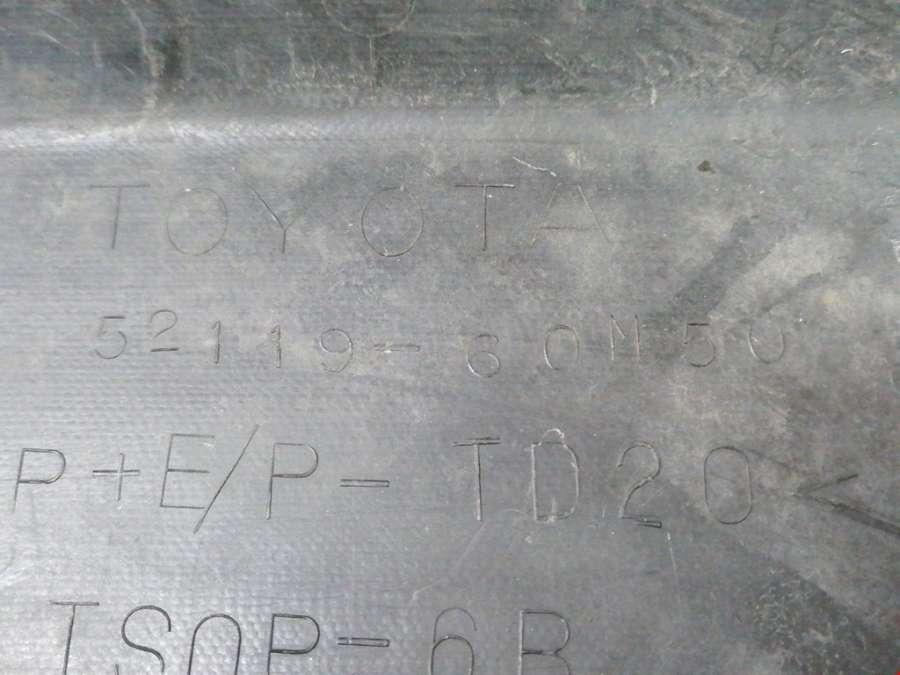 TOYOTA
52119-60M50
P+E/P-TD20<
TSOP-6B